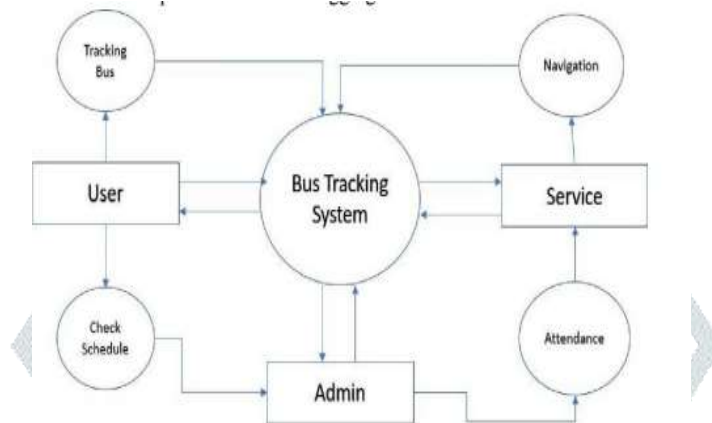 Tracking
Bus
Navigation
User
Bus Tracking
System
Service
Check
Schedule
Admin
Attendance